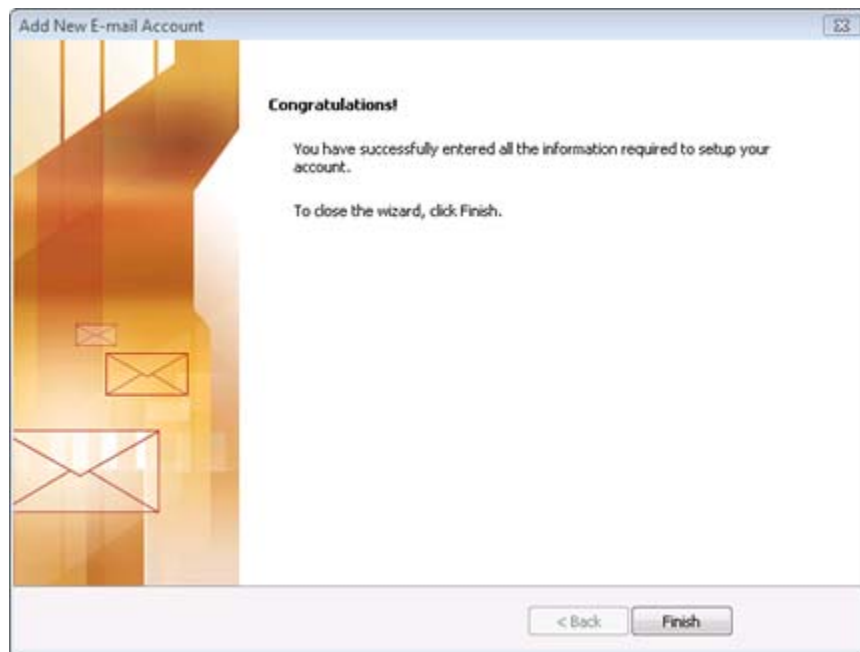 Add New E-mail Account
Congratulations!
You have successfully entered all the information required to setup your
account.
To close the wizard, click Finish.
< Back
Finish